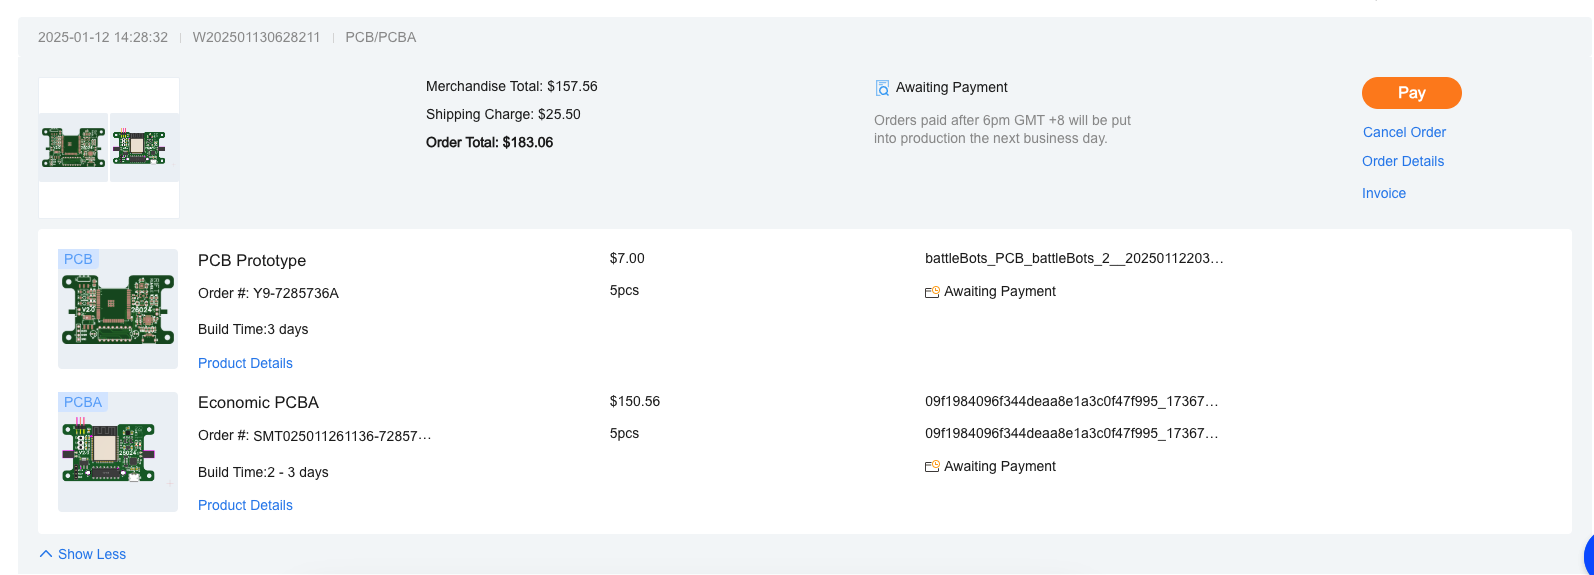 2025-01-12 14:28:32 | W202501130628211 | PCB/PCBA
Merchandise Total: $157.56
Shipping Charge: $25.50
Order Total: $183.06
Awaiting Payment
Orders paid after 6pm GMT +8 will be put
into production the next business day.
Pay
Cancel Order
Order Details
Invoice
PCB
V2.0
26024
PCB Prototype
Order #: Y9-7285736A
Build Time:3 days
Product Details
$7.00
5pcs
battleBots_PCB_battleBots_2__20250112203…
Awaiting Payment
PCBA
26024
Economic PCBA
Order #: SMT025011261136-72857…
Build Time:2 - 3 days
Product Details
$150.56
5pcs
09f1984096f344deaa8e1a3c0f47f995_17367…
09f1984096f344deaa8e1a3c0f47f995_17367…
Awaiting Payment
Show Less